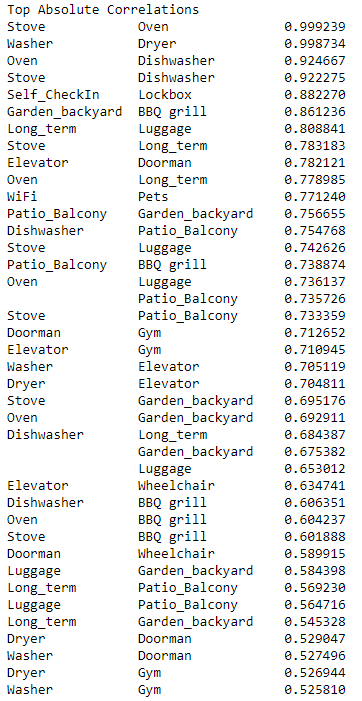 Top Absolute Correlations
Stove Oven 0.999239
Washer Dryer 0.998734
Oven Dishwasher 0.924667
Stove Dishwasher 0.922275
Self_CheckIn Lockbox 0.882270
Garden_backyard BBQ grill 0.861236
Long_term Luggage 0.808841
Stove Long_term 0.783183
Elevator Doorman 0.782121
Oven Long_term 0.778985
WiFi Pets 0.771240
Patio_Balcony Garden_backyard 0.756655
Dishwasher Patio_Balcony 0.754768
Stove Luggage 0.742626
Patio_Balcony BBQ grill 0.738874
Oven Luggage 0.736137
Patio_Balcony 0.735726
Stove Patio_Balcony 0.733359
Doorman Gym 0.712652
Elevator Gym 0.710945
Washer Elevator 0.705119
Dryer Elevator 0.704811
Stove Garden_backyard 0.695176
Oven Garden_backyard 0.692911
Dishwasher Long_term 0.684387
Garden_backyard 0.675382
Luggage 0.653012
Elevator Wheelchair 0.634741
Dishwasher BBQ grill 0.606351
Oven BBQ grill 0.604237
Stove BBQ grill 0.601888
Doorman Wheelchair 0.589915
Luggage Garden_backyard 0.584398
Long_term Patio_Balcony 0.569230
Luggage Patio_Balcony 0.564716
Long_term Garden_backyard 0.545328
Dryer Doorman 0.529047
Washer Doorman 0.527496
Dryer Gym 0.526944
Washer Gym 0.525810